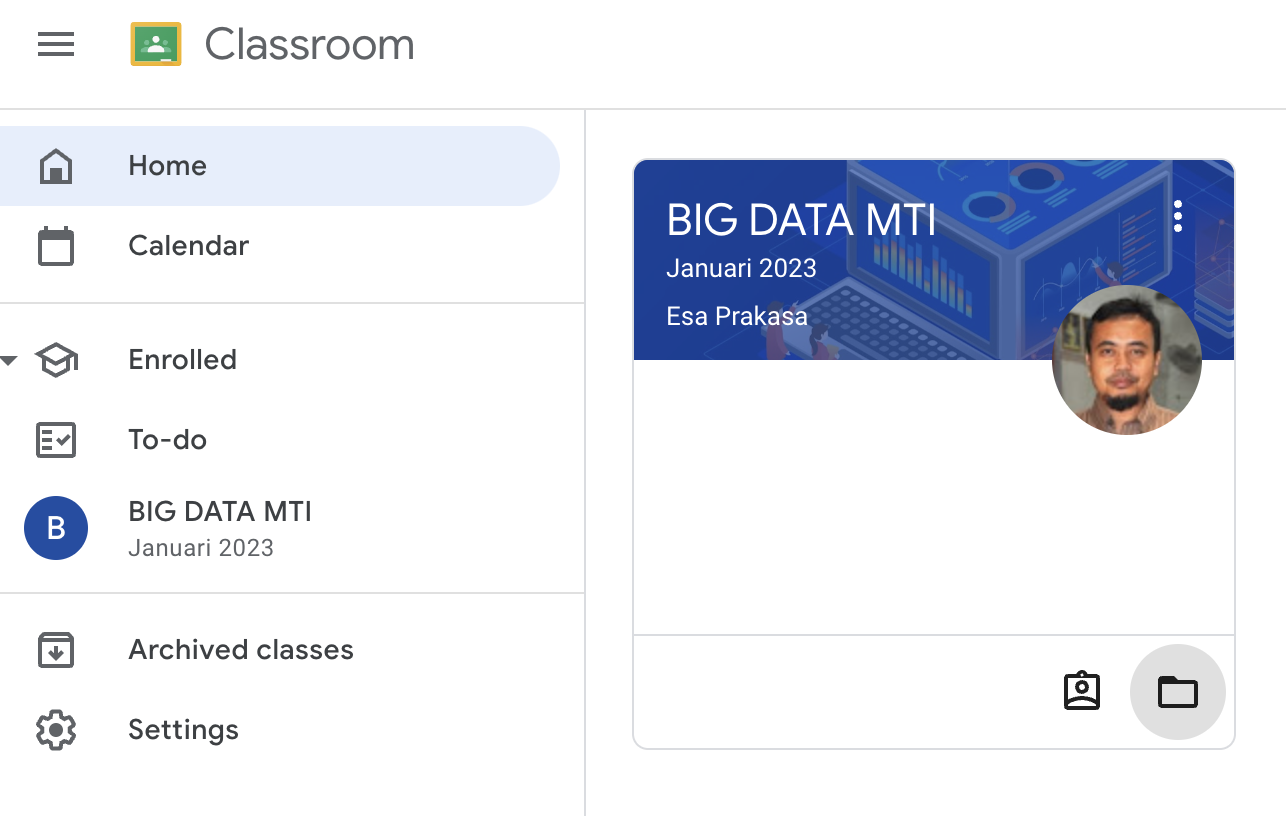 Classroom
Home
Calendar
Enrolled
To-do
B
BIG DATA MTI
Januari 2023
Archived classes
Settings
BIG DATA MTI
Januari 2023
Esa Prakasa